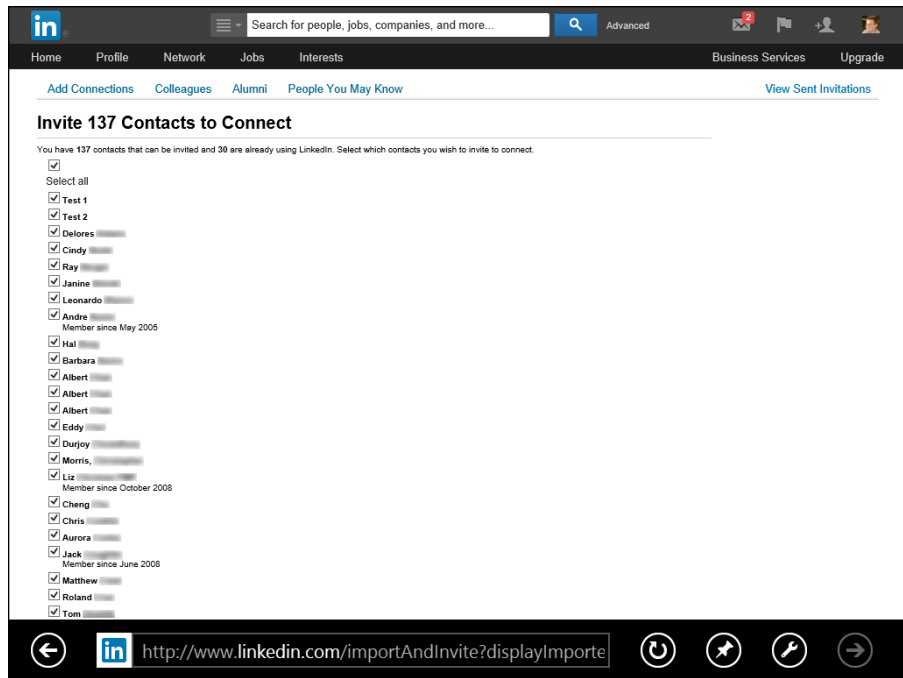 in
Search for people, jobs, companies, and more...
Advanced
2
Home Profile Network Jobs Interests Business Services Upgrade
Add Connections Colleagues Alumni People You May Know View Sent Invitations
Invite 137 Contacts to Connect
You have 137 contacts that can be invited and 30 are already using LinkedIn. Select which contacts you wish to invite to connect.
Select all
Test 1
Test 2
Delores
Cindy
Ray
Janine
Leonardo
Andre
Member since May 2005
Hal
Barbara
Albert
Albert
Albert
Eddy
Durjoy
Morris,
Liz
Member since October 2008
Cheng
Chris
Aurora
Jack
Member since June 2008
Matthew
Roland
Tom
in http://www.linkedin.com/importAndInvite?displayImporte